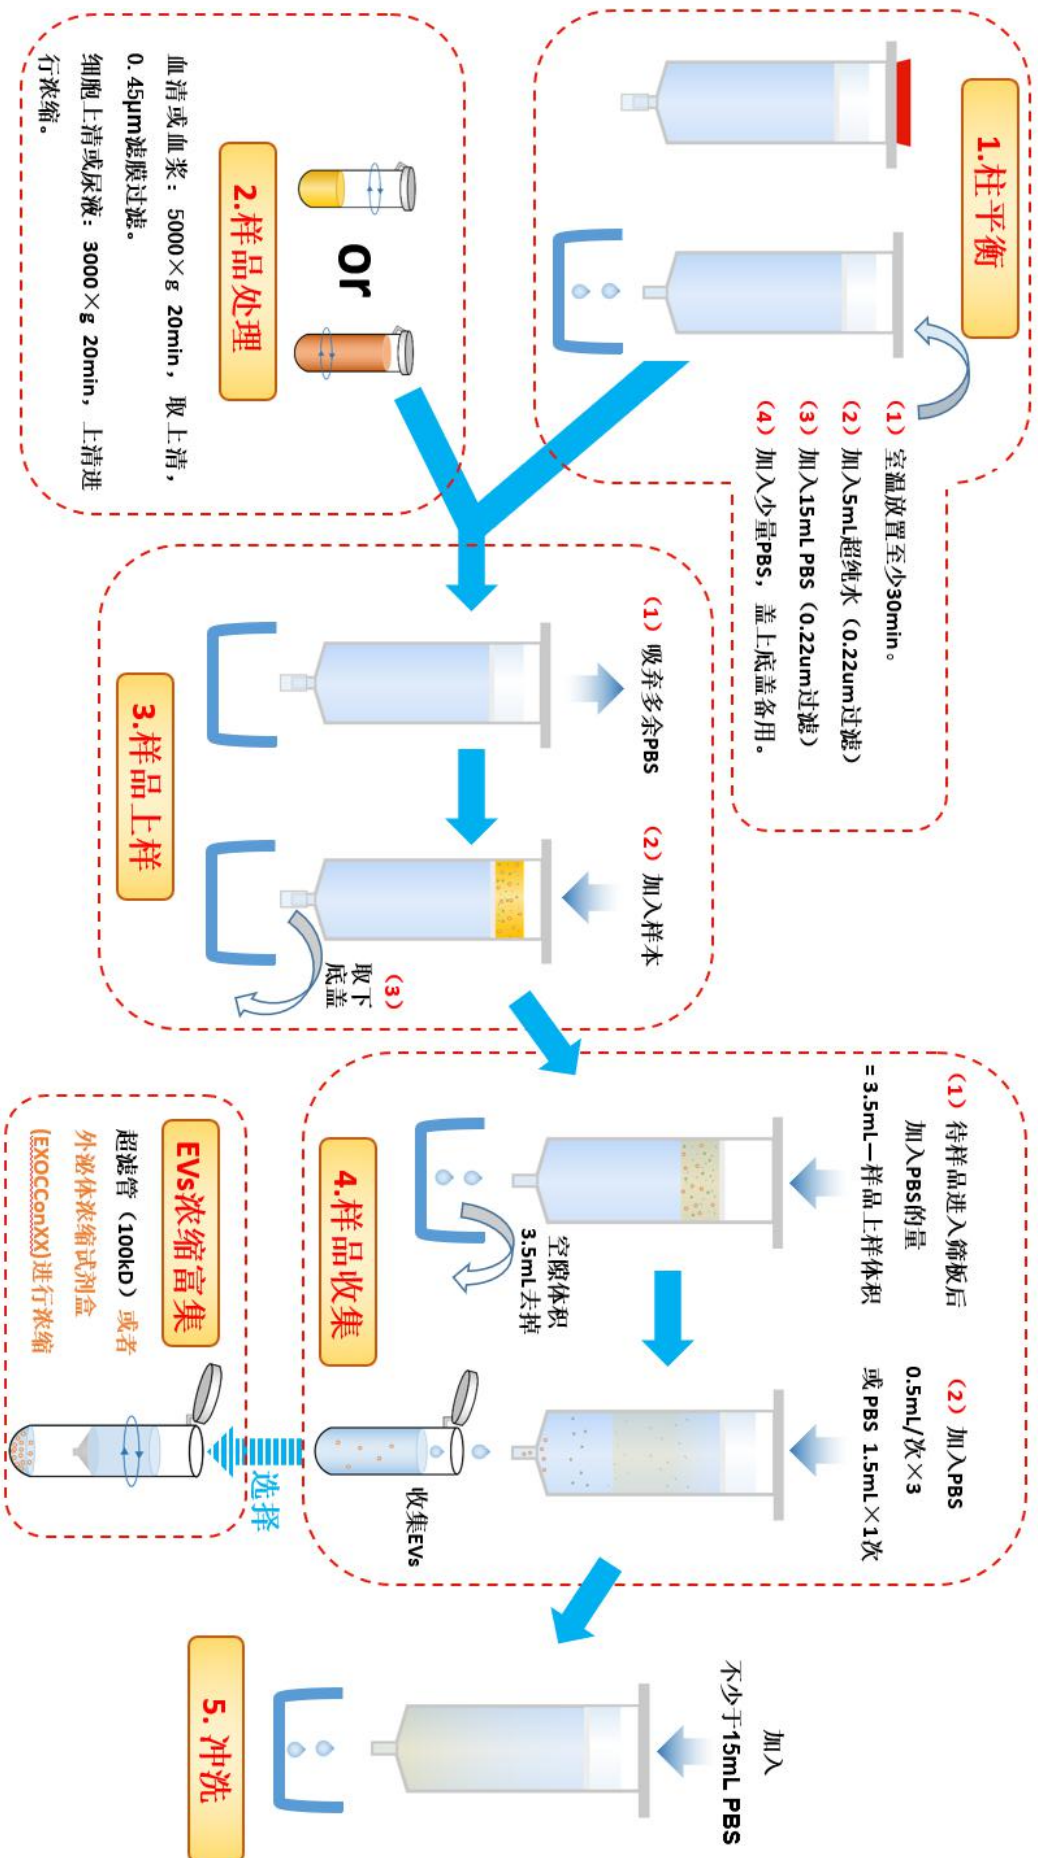 1.柱平衡
（1）室温放置至少30min。
（2）加入5mL超纯水（0.22um过滤）
（3）加入15mL PBS（0.22um过滤）
（4）加入少量PBS，盖上底盖备用。
or
2.样品处理
血清或血浆：5000×g 20min，取上清，
0.45μm滤膜过滤。
细胞上清或尿液：3000×g 20min，上清进
行浓缩。
（1）吸弃多余PBS
（2）加入样本
（3）
取下
底盖
3.样品上样
（1）待样品进入筛板后
加入PBS的量
=3.5mL—样品上样体积
（2）加入PBS
0.5mL/次×3
或 PBS 1.5mL×1次
空隙体积
3.5mL去掉
收集EVs
4.样品收集
选择
EVs浓缩富集
超滤管（100kD）或者
外泌体浓缩试剂盒
(EXOCConXX)进行浓缩
加入
不少于15mL PBS
5. 冲洗